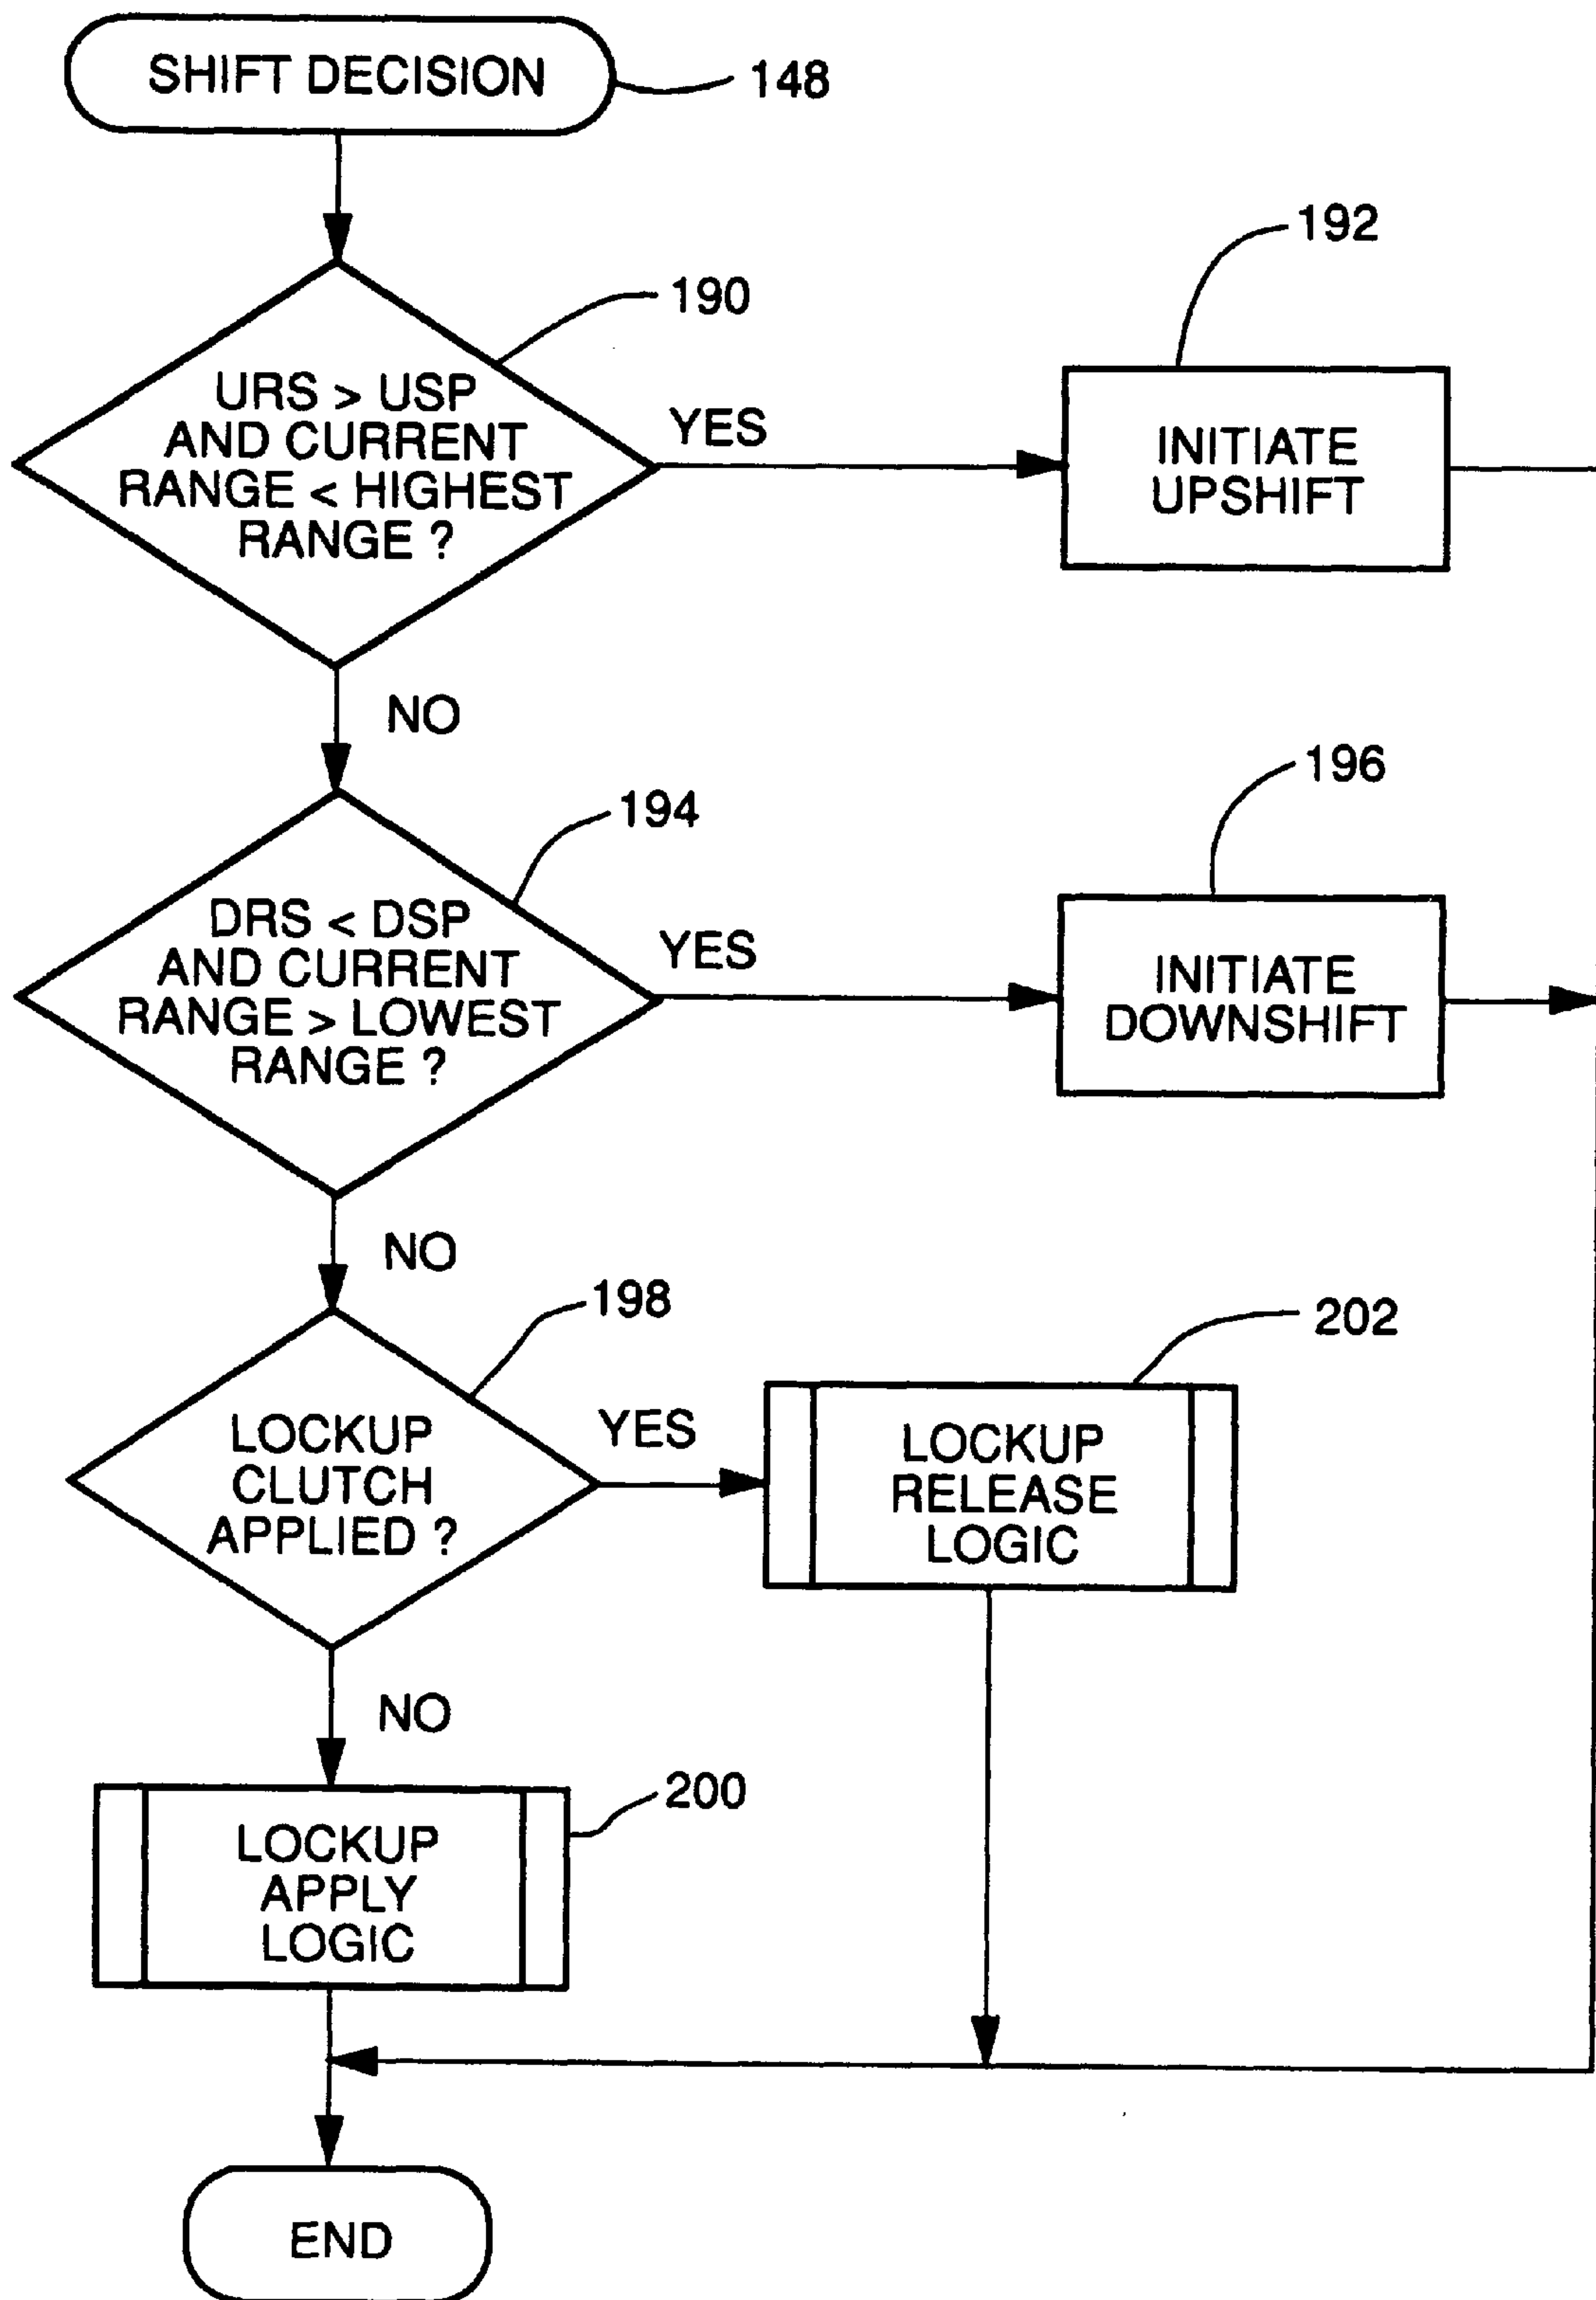 SHIFT DECISION
148
190
192
URS > USP
AND CURRENT
RANGE < HIGHEST
RANGE ?
YES
INITIATE
UPSHIFT
NO
194
196
DRS < DSP
AND CURRENT
RANGE > LOWEST
RANGE ?
YES
INITIATE
DOWNSHIFT
NO
198
202
LOCKUP
CLUTCH
APPLIED ?
YES
LOCKUP
RELEASE
LOGIC
NO
200
LOCKUP
APPLY
LOGIC
END